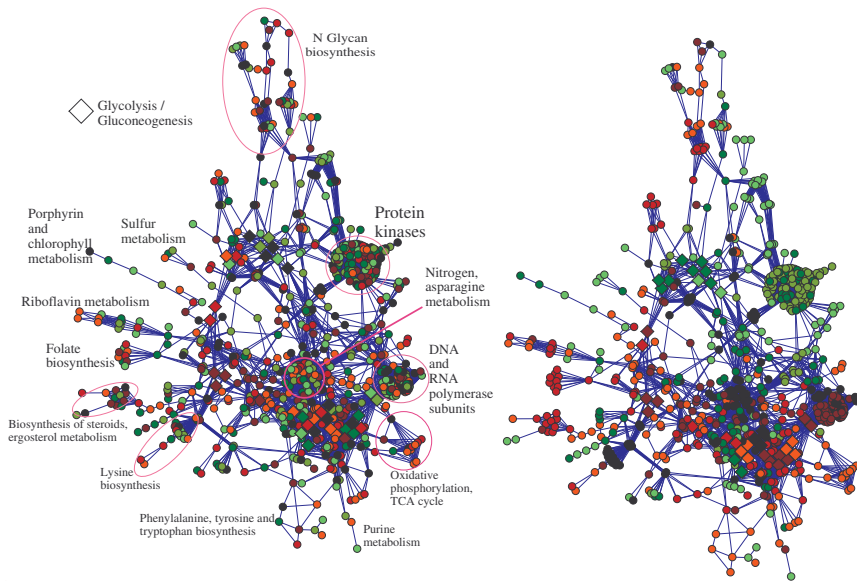 N Glycan
biosynthesis
Glycolysis /
Gluconeogenesis
Porphyrin
and
chlorophyll
metabolism
Sulfur
metabolism
Protein
kinases
Nitrogen,
asparagine
metabolism
Riboflavin metabolism
Folate
biosynthesis
DNA
and
RNA
polymerase
subunits
Biosynthesis of steroids,
ergosterol metabolism
Lysine
biosynthesis
Oxidative
phosphorylation,
TCA cycle
Phenylalanine, tyrosine and
tryptophan biosynthesis
Purine
metabolism